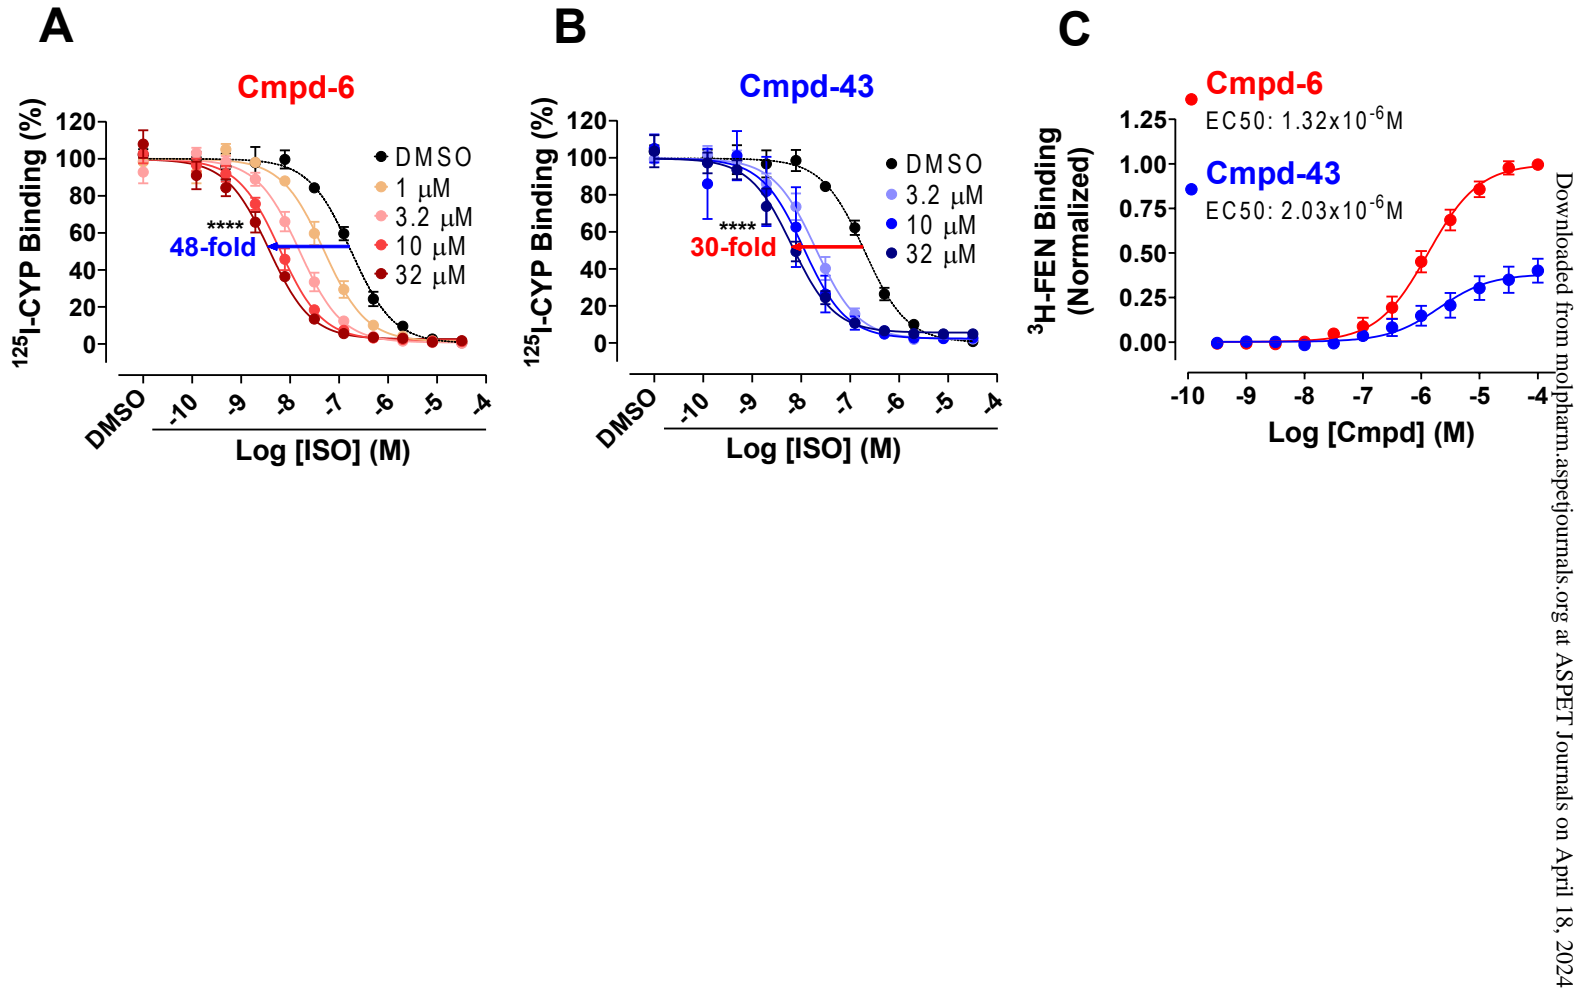 A
Cmpd-6
¹²⁵I-CYP Binding (%)
120
100
80
60
40
20
0
DMSO
1 μM
3.2 μM
10 μM
32 μM
****
48-fold
DMSO
-10
-9
-8
-7
-6
-5
-4
Log [ISO] (M)
B
Cmpd-43
¹²⁵I-CYP Binding (%)
120
100
80
60
40
20
0
DMSO
3.2 μM
10 μM
32 μM
****
30-fold
DMSO
-10
-9
-8
-7
-6
-5
-4
Log [ISO] (M)
C
Cmpd-6
EC50: 1.32x10⁻⁶M
Cmpd-43
EC50: 2.03x10⁻⁶M
³H-FEN Binding
(Normalized)
1.25
1.00
0.75
0.50
0.25
0.00
-10
-9
-8
-7
-6
-5
-4
Log [Cmpd] (M)
Downloaded from molpharm.aspetjournals.org at ASPET Journals on April 18, 2024